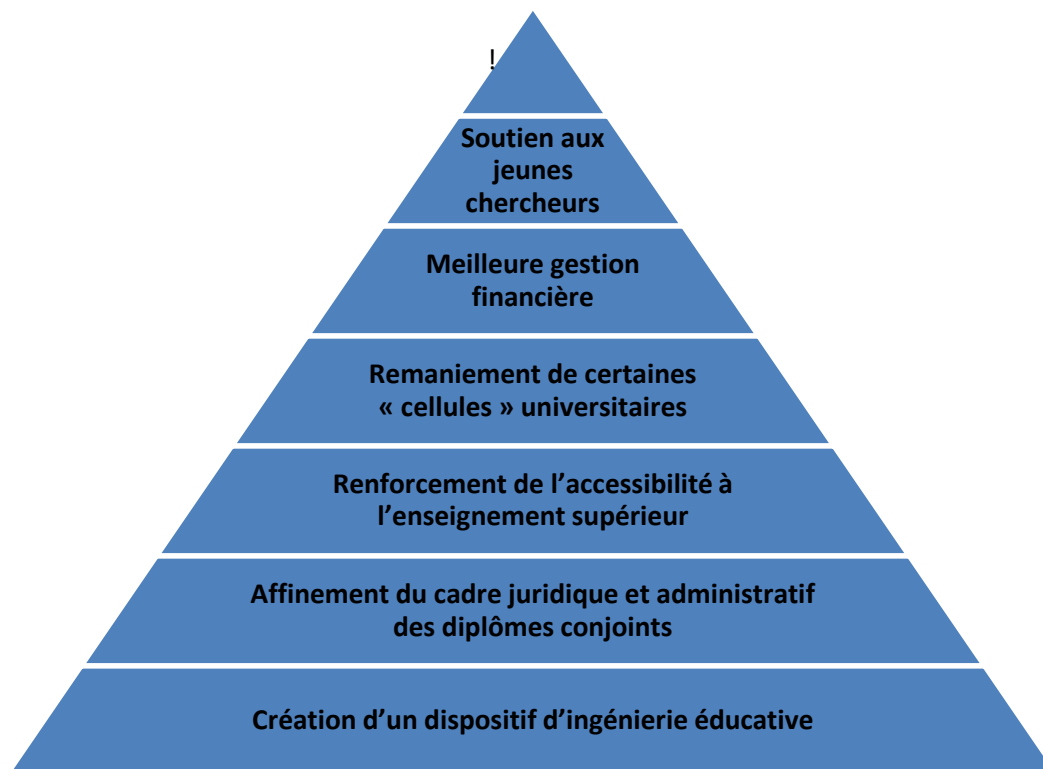 !
Soutien aux
jeunes
chercheurs
Meilleure gestion
financière
Remaniement de certaines
« cellules » universitaires
Renforcement de l’accessibilité à
l’enseignement supérieur
Affinement du cadre juridique et administratif
des diplômes conjoints
Création d’un dispositif d’ingénierie éducative